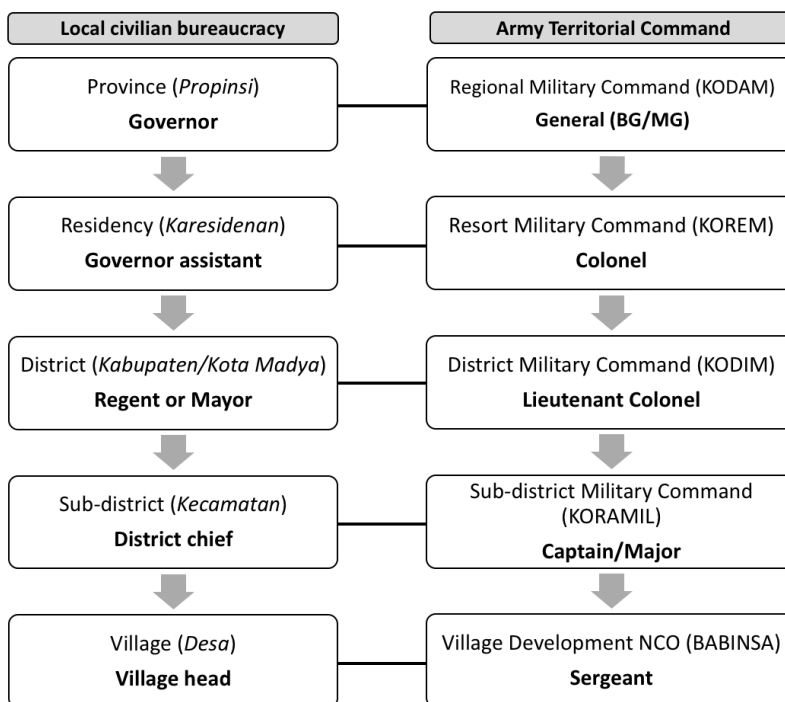 Local civilian bureaucracy
Army Territorial Command
Province (Propinsi)
Governor
Regional Military Command (KODAM)
General (BG/MG)
Residency (Karesidenan)
Governor assistant
Resort Military Command (KOREM)
Colonel
District (Kabupaten/Kota Madya)
Regent or Mayor
District Military Command (KODIM)
Lieutenant Colonel
Sub-district (Kecamatan)
District chief
Sub-district Military Command
(KORAMIL)
Captain/Major
Village (Desa)
Village head
Village Development NCO (BABINSA)
Sergeant